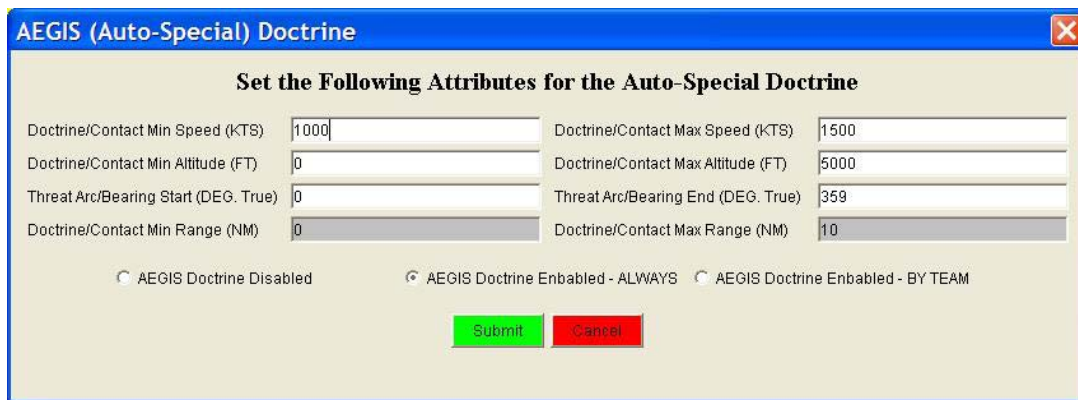 AEGIS (Auto-Special) Doctrine
Set the Following Attributes for the Auto-Special Doctrine
Doctrine/Contact Min Speed (KTS) 1000 Doctrine/Contact Max Speed (KTS) 1500
Doctrine/Contact Min Altitude (FT) 0 Doctrine/Contact Max Altitude (FT) 5000
Threat Arc/Bearing Start (DEG. True) 0 Threat Arc/Bearing End (DEG. True) 359
Doctrine/Contact Min Range (NM) 0 Doctrine/Contact Max Range (NM) 10
AEGIS Doctrine Disabled AEGIS Doctrine Enbabled - ALWAYS AEGIS Doctrine Enbabled - BY TEAM
Submit Cancel